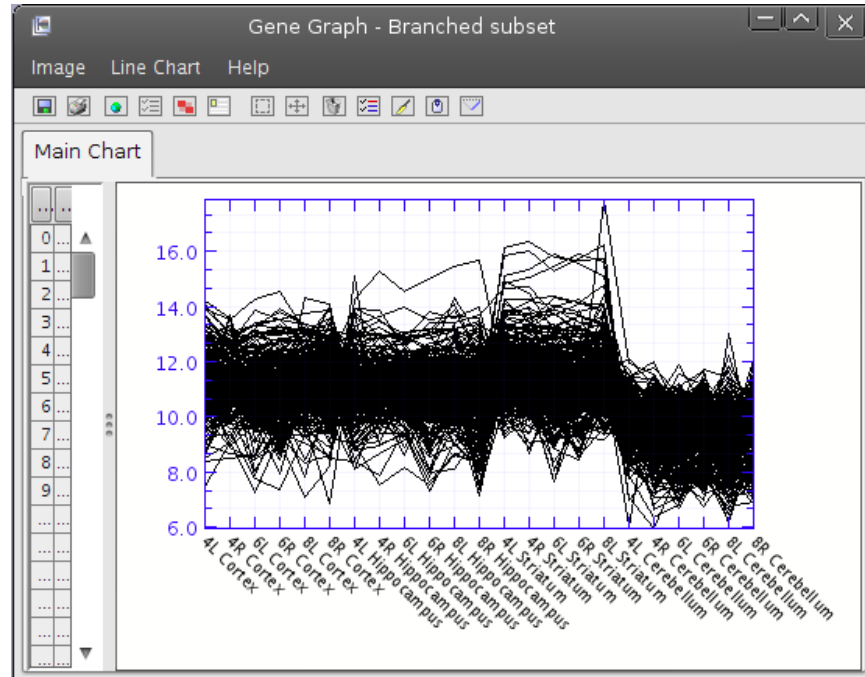 Gene Graph - Branched subset
Image Line Chart Help
Main Chart
... ...
0 ...
1 ...
2 ...
3 ...
4 ...
5 ...
6 ...
7 ...
8 ...
9 ...
... ...
... ...
... ...
... ...
... ...
... ...
16.0
14.0
12.0
10.0
8.0
6.0
4L Cortex
4R Cortex
6L Cortex
6R Cortex
8L Cortex
8R Cortex
4L Hippocampus
4R Hippocampus
6L Hippocampus
6R Hippocampus
8L Hippocampus
8R Hippocampus
4L Striatum
4R Striatum
6L Striatum
6R Striatum
8L Striatum
4L Cerebellum
4R Cerebellum
6L Cerebellum
6R Cerebellum
8L Cerebellum
8R Cerebellum